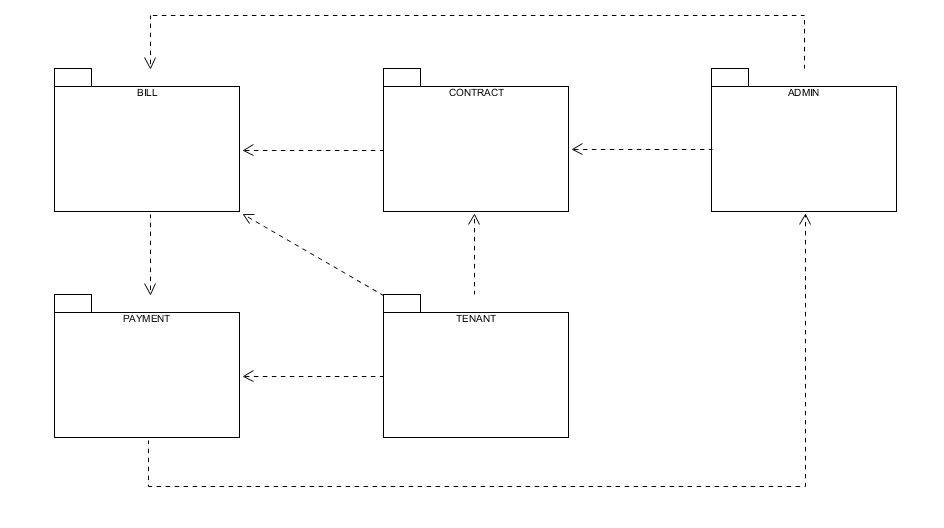 BILL
CONTRACT
ADMIN
PAYMENT
TENANT